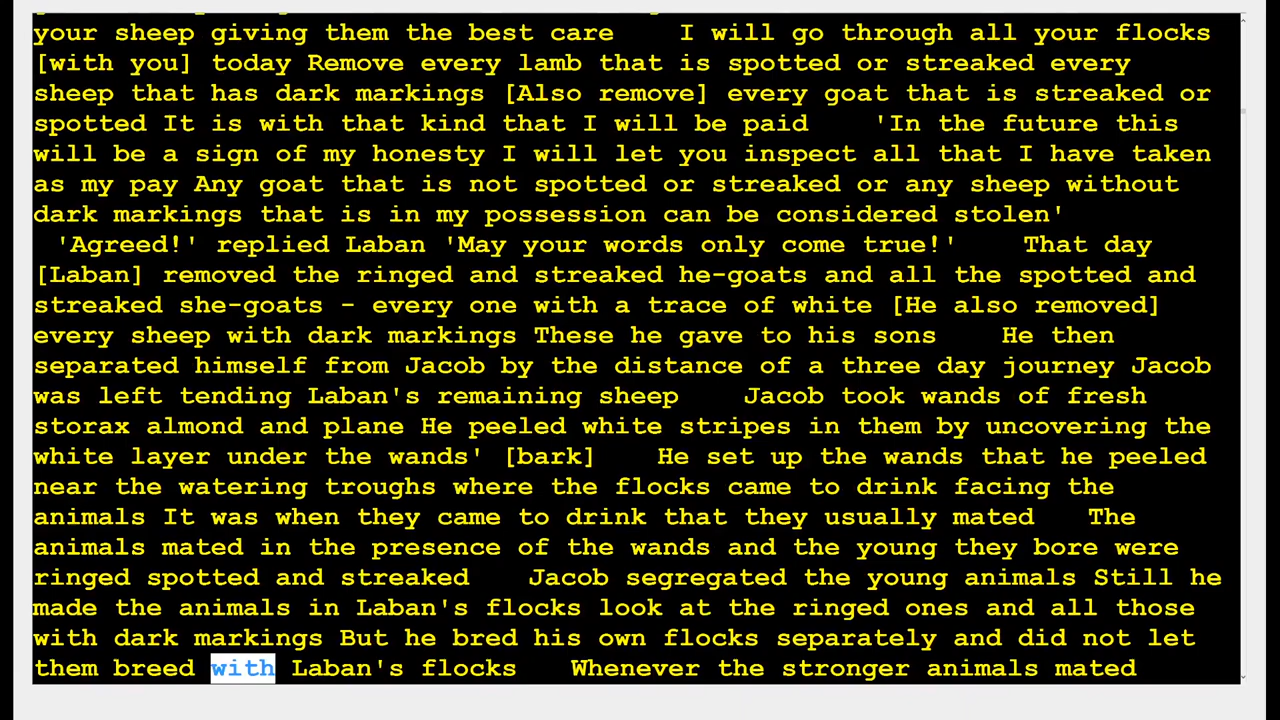 your sheep giving them the best care    I will go through all your flocks
[with you] today Remove every lamb that is spotted or streaked every
sheep that has dark markings [Also remove] every goat that is streaked or
spotted It is with that kind that I will be paid    'In the future this
will be a sign of my honesty I will let you inspect all that I have taken
as my pay Any goat that is not spotted or streaked or any sheep without
dark markings that is in my possession can be considered stolen'
'Agreed!' replied Laban 'May your words only come true!'    That day
[Laban] removed the ringed and streaked he-goats and all the spotted and
streaked she-goats - every one with a trace of white [He also removed]
every sheep with dark markings These he gave to his sons    He then
separated himself from Jacob by the distance of a three day journey Jacob
was left tending Laban's remaining sheep    Jacob took wands of fresh
storax almond and plane He peeled white stripes in them by uncovering the
white layer under the wands' [bark]    He set up the wands that he peeled
near the watering troughs where the flocks came to drink facing the
animals It was when they came to drink that they usually mated    The
animals mated in the presence of the wands and the young they bore were
ringed spotted and streaked    Jacob segregated the young animals Still he
made the animals in Laban's flocks look at the ringed ones and all those
with dark markings But he bred his own flocks separately and did not let
them breed with Laban's flocks    Whenever the stronger animals mated